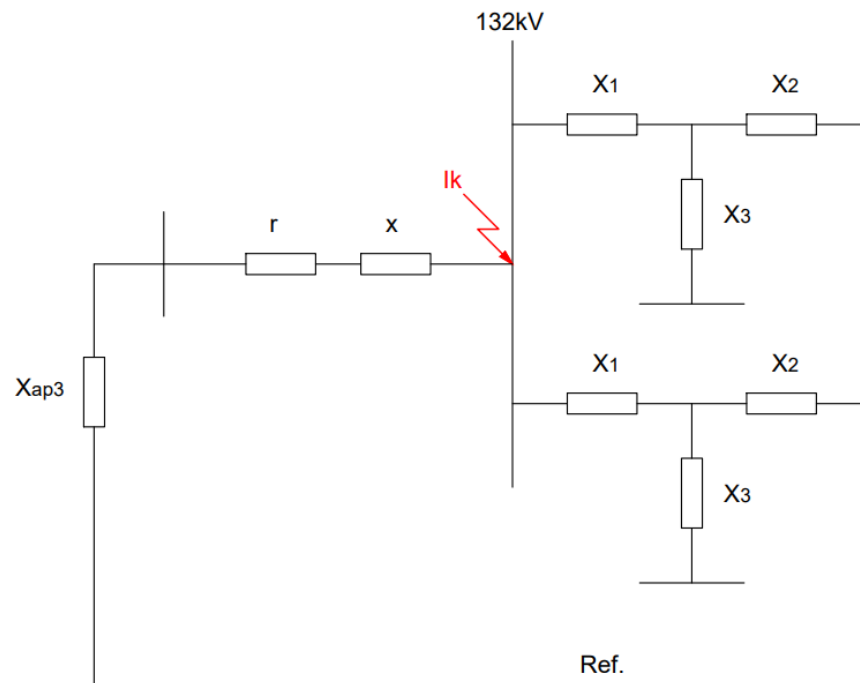 132kV
X1 X2
Ik
X3
r x
X1 X2
Xap3
X3
Ref.